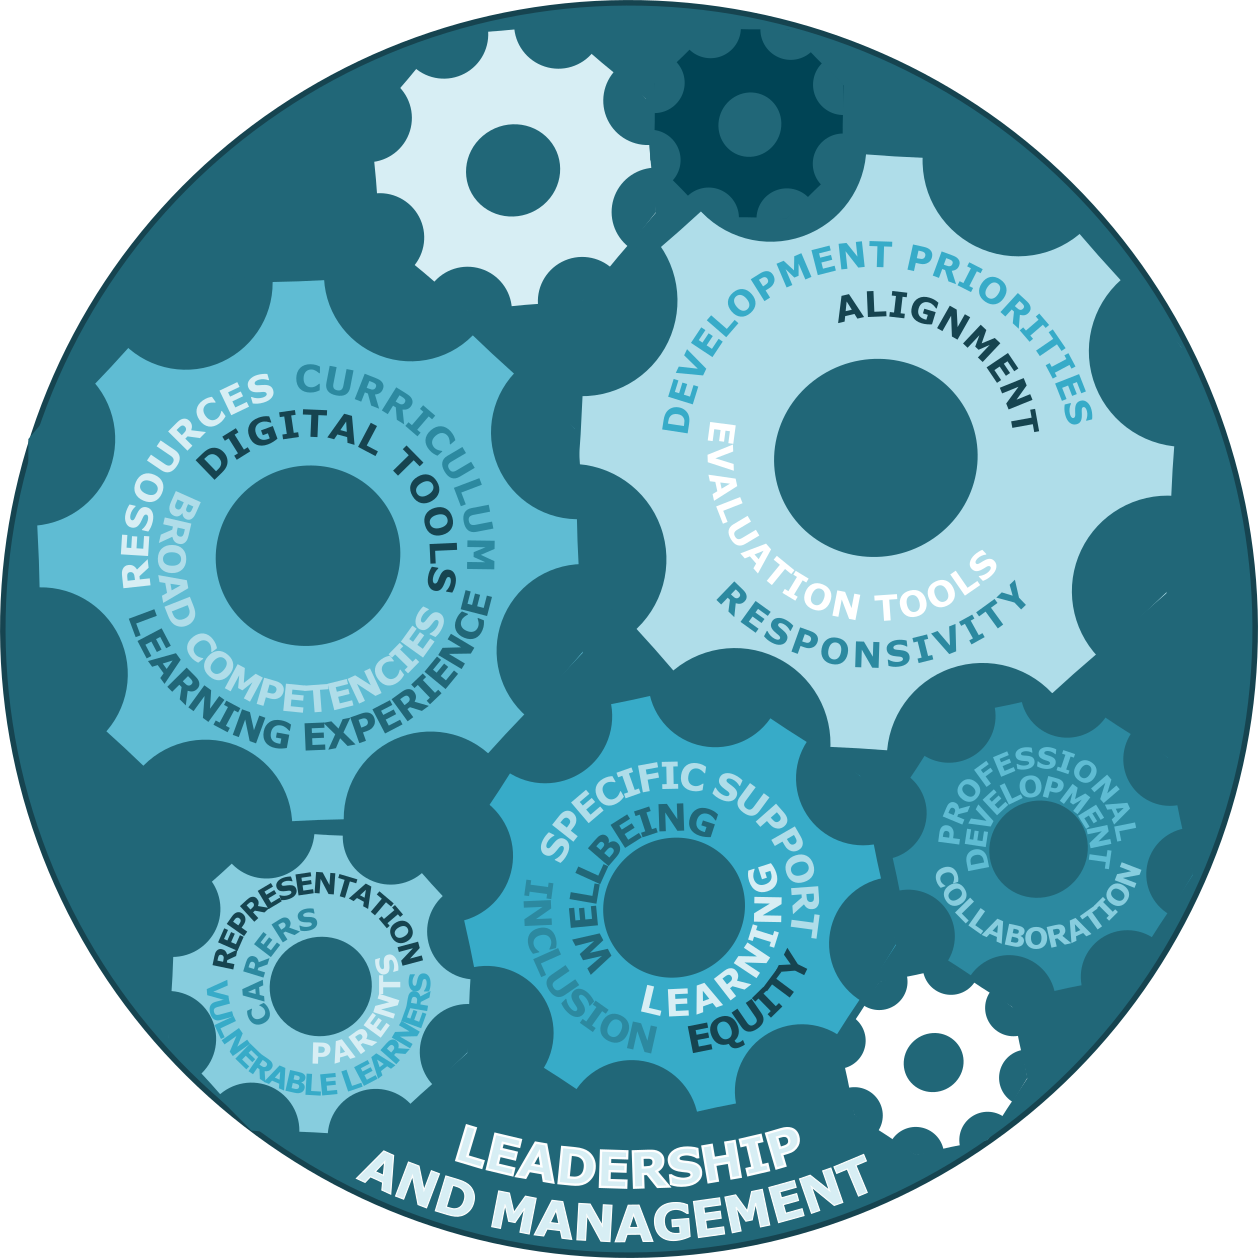 DEVELOPMENT PRIORITIES
ALIGNMENT
EVALUATION TOOLS
RESPONSIVITY
RESOURCES
CURRICULUM
DIGITAL TOOLS
BROAD COMPETENCIES
LEARNING EXPERIENCE
SPECIFIC SUPPORT
WELLBEING
LEARNING
INCLUSION
EQUITY
PROFESSIONAL
DEVELOPMENT
COLLABORATION
REPRESENTATION
CAREERS
PARENTS
VULNERABLE LEARNERS
LEADERSHIP
AND MANAGEMENT